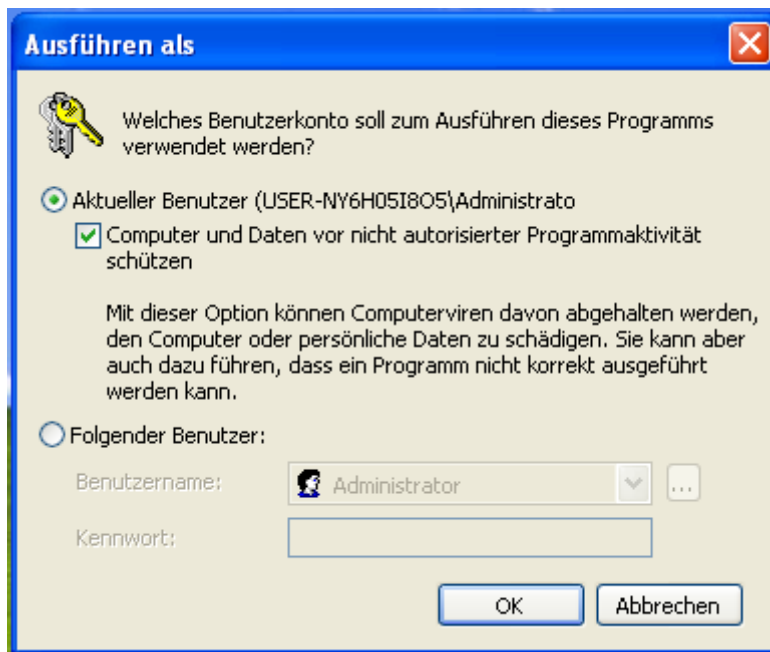 Ausführen als
Welches Benutzerkonto soll zum Ausführen dieses Programms
verwendet werden?
Aktueller Benutzer (USER-NY6H05I8O5\Administrato
Computer und Daten vor nicht autorisierter Programmaktivität
schützen
Mit dieser Option können Computerviren davon abgehalten werden,
den Computer oder persönliche Daten zu schädigen. Sie kann aber
auch dazu führen, dass ein Programm nicht korrekt ausgeführt
werden kann.
Folgender Benutzer:
Benutzername:
Administrator
...
Kennwort:
OK
Abbrechen